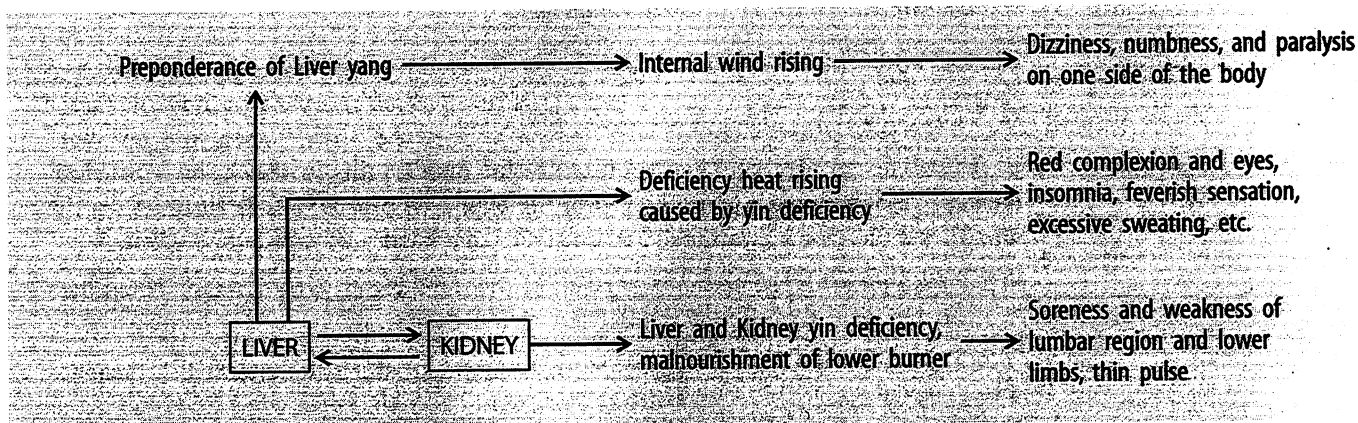 Preponderance of Liver yang
Internal wind rising
Dizziness, numbness, and paralysis
on one side of the body
Deficiency heat rising
caused by yin deficiency
Red complexion and eyes,
insomnia, feverish sensation,
excessive sweating, etc.
LIVER
KIDNEY
Liver and Kidney yin deficiency,
malnourishment of lower burner
Soreness and weakness of
lumbar region and lower
limbs, thin pulse